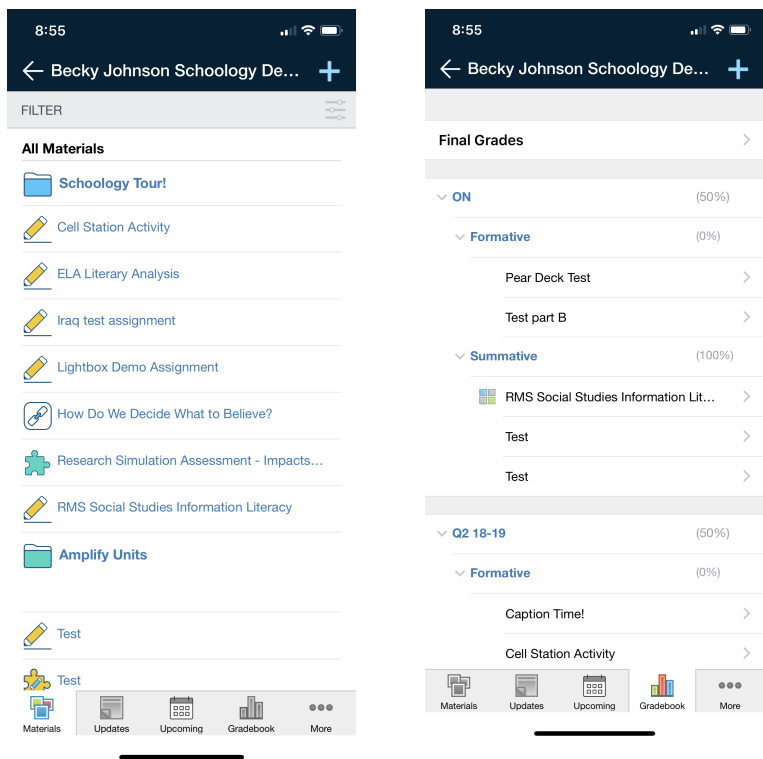 8:55
Becky Johnson Schoology De...
FILTER
All Materials
Schoology Tour!
Cell Station Activity
ELA Literary Analysis
Iraq test assignment
Lightbox Demo Assignment
How Do We Decide What to Believe?
Research Simulation Assessment - Impacts...
RMS Social Studies Information Literacy
Amplify Units
Test
Test
Materials
Updates
Upcoming
Gradebook
More
8:55
Becky Johnson Schoology De...
Final Grades
ON (50%)
Formative (0%)
Pear Deck Test
Test part B
Summative (100%)
RMS Social Studies Information Lit...
Test
Test
Q2 18-19 (50%)
Formative (0%)
Caption Time!
Cell Station Activity
Materials
Updates
Upcoming
Gradebook
More